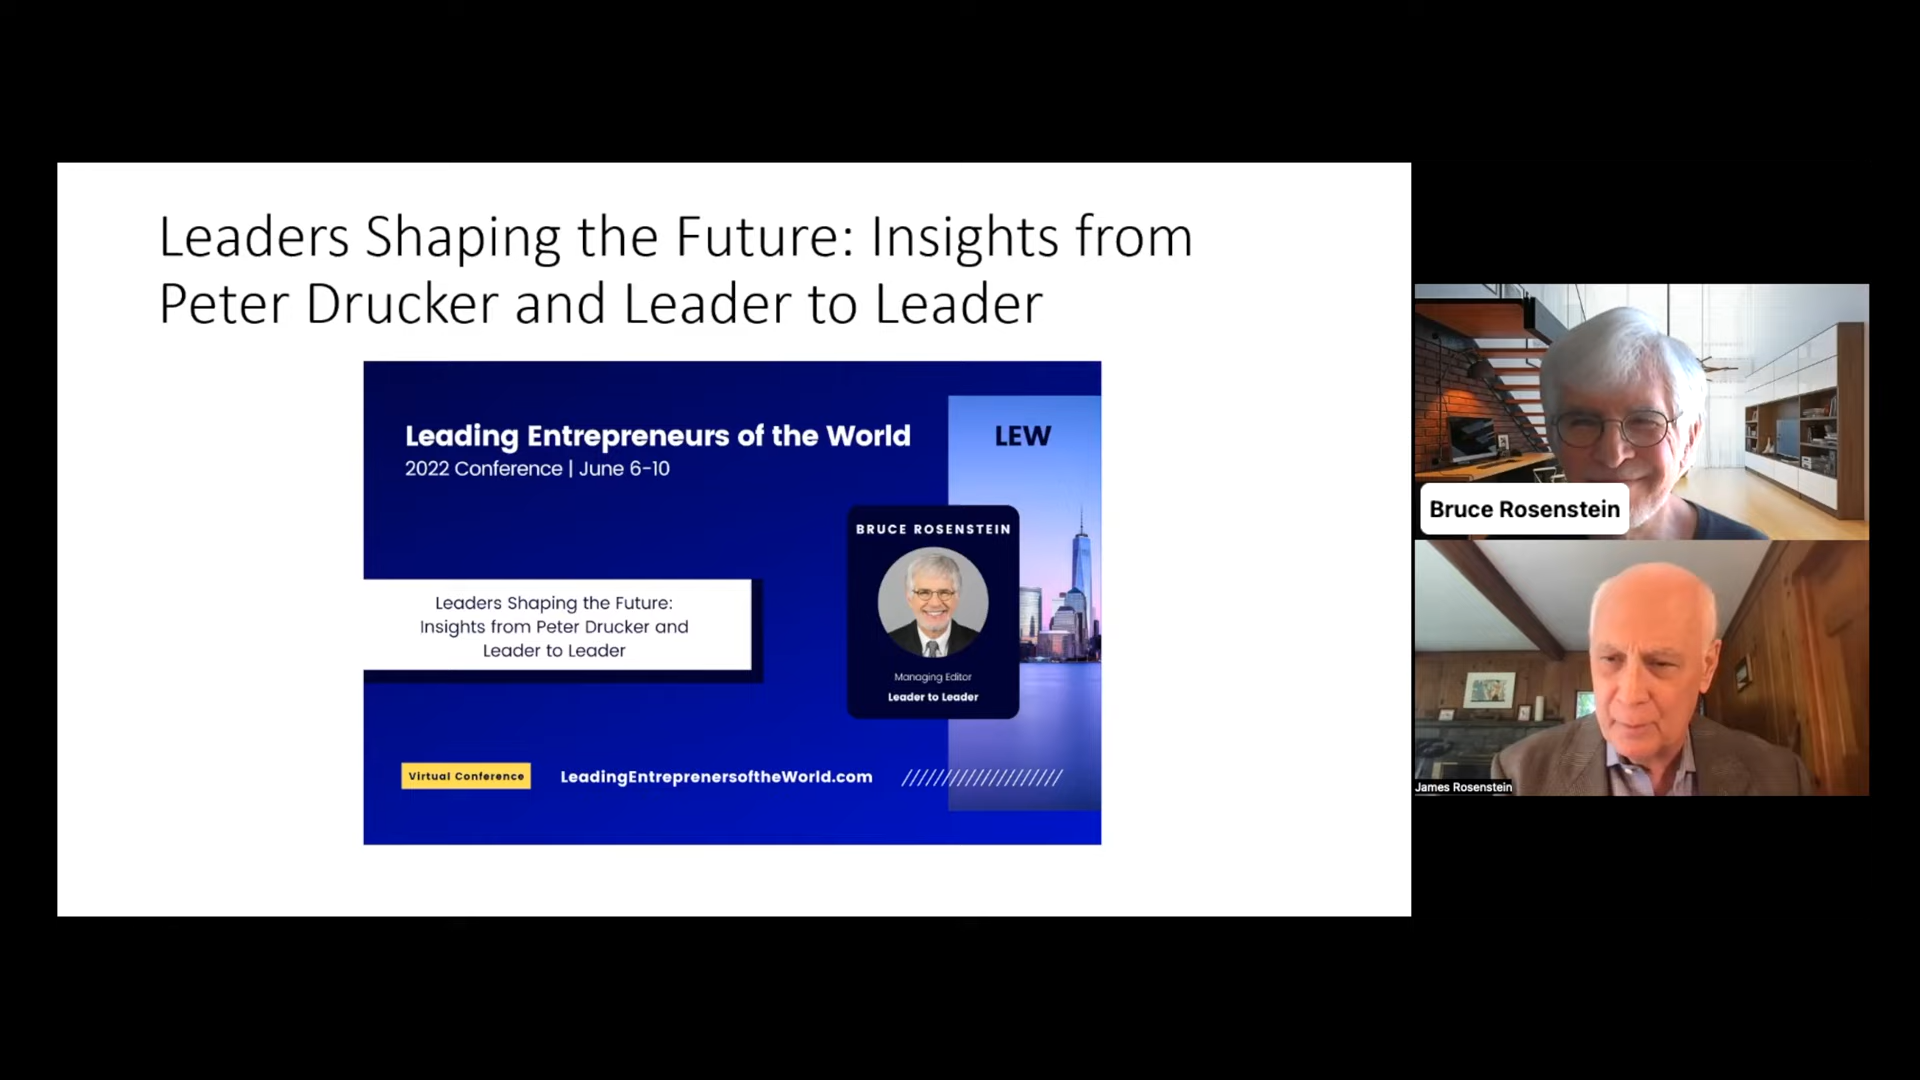 Leaders Shaping the Future: Insights from
Peter Drucker and Leader to Leader
Leading Entrepreneurs of the World
2022 Conference | June 6-10
LEW
BRUCE ROSENSTEIN
Leaders Shaping the Future:
Insights from Peter Drucker and
Leader to Leader
Managing Editor
Leader to Leader
Virtual Conference
LeadingEntreprenersoftheWorld.com
Bruce Rosenstein
James Rosenstein